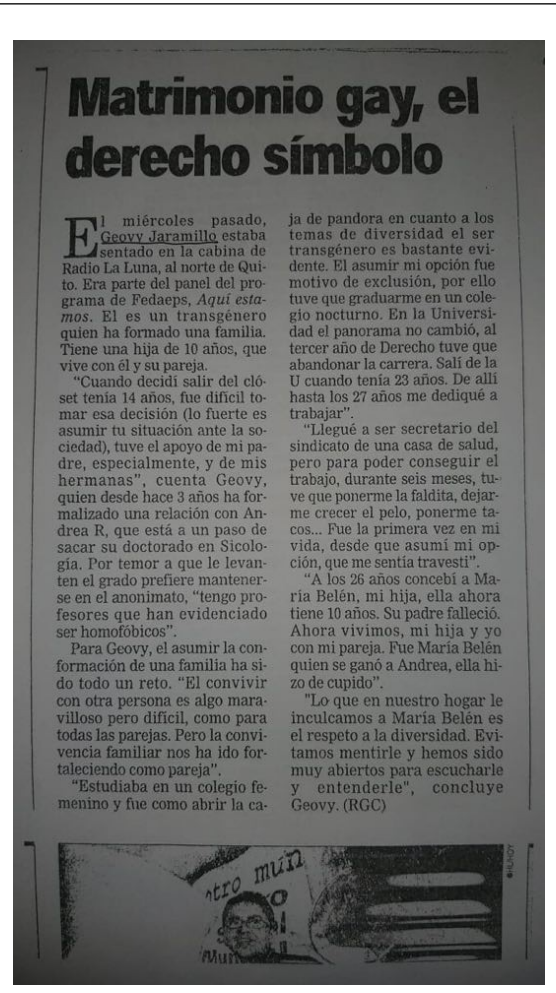 Matrimonio gay, el
derecho símbolo
El miércoles pasado,
Geovy Jaramillo estaba
sentado en la cabina de
Radio La Luna, al norte de Qui-
to. Era parte del panel del pro-
grama de Fedaeps, Aquí esta-
mos. El es un transgénero
quien ha formado una familia.
Tiene una hija de 10 años, que
vive con él y su pareja.
“Cuando decidí salir del cló-
set tenía 14 años, fue difícil to-
mar esa decisión (lo fuerte es
asumir tu situación ante la so-
ciedad), tuve el apoyo de mi pa-
dre, especialmente, y de mis
hermanas”, cuenta Geovy,
quien desde hace 3 años ha for-
malizado una relación con An-
drea R, que está a un paso de
sacar su doctorado en Sicolo-
gía. Por temor a que le levan-
ten el grado prefiere mantener-
se en el anonimato, “tengo pro-
fesores que han evidenciado
ser homofóbicos”.
Para Geovy, el asumir la con-
formación de una familia ha si-
do todo un reto. “El convivir
con otra persona es algo mara-
villoso pero difícil, como para
todas las parejas. Pero la convi-
vencia familiar nos ha ido for-
taleciendo como pareja”.
“Estudiaba en un colegio fe-
menino y fue como abrir la ca-
ja de pandora en cuanto a los
temas de diversidad el ser
transgénero es bastante evi-
dente. El asumir mi opción fue
motivo de exclusión, por ello
tuve que graduarme en un cole-
gio nocturno. En la Universi-
dad el panorama no cambió, al
tercer año de Derecho tuve que
abandonar la carrera. Salí de la
U cuando tenía 23 años. De allí
hasta los 27 años me dediqué a
trabajar”.
“Llegué a ser secretario del
sindicato de una casa de salud,
pero para poder conseguir el
trabajo, durante seis meses, tu-
ve que ponerme la faldita, dejar-
me crecer el pelo, ponerme ta-
cos... Fue la primera vez en mi
vida, desde que asumí mi op-
ción, que me sentía travesti”.
“A los 26 años concebí a Ma-
ría Belén, mi hija, ella ahora
tiene 10 años. Su padre falleció.
Ahora vivimos, mi hija y yo
con mi pareja. Fue María Belén
quien se ganó a Andrea, ella hi-
zo de cupido”.
"Lo que en nuestro hogar le
inculcamos a María Belén es
el respeto a la diversidad. Evi-
tamos mentirle y hemos sido
muy abiertos para escucharle
y entenderle", concluye
Geovy. (RGC)
otro mun
Mun